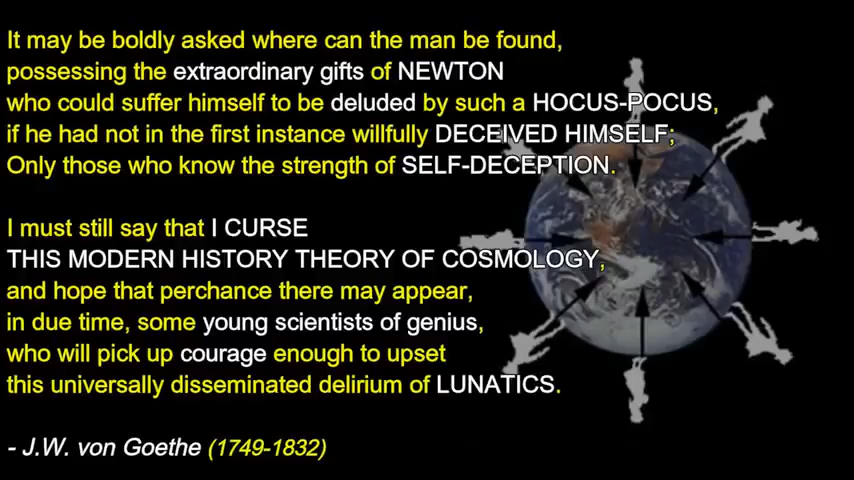 It may be boldly asked where can the man be found,
possessing the extraordinary gifts of NEWTON
who could suffer himself to be deluded by such a HOCUS-POCUS,
if he had not in the first instance willfully DECEIVED HIMSELF;
Only those who know the strength of SELF-DECEPTION.
I must still say that I CURSE
THIS MODERN HISTORY THEORY OF COSMOLOGY,
and hope that perchance there may appear,
in due time, some young scientists of genius,
who will pick up courage enough to upset
this universally disseminated delirium of LUNATICS.
- J.W. von Goethe (1749-1832)